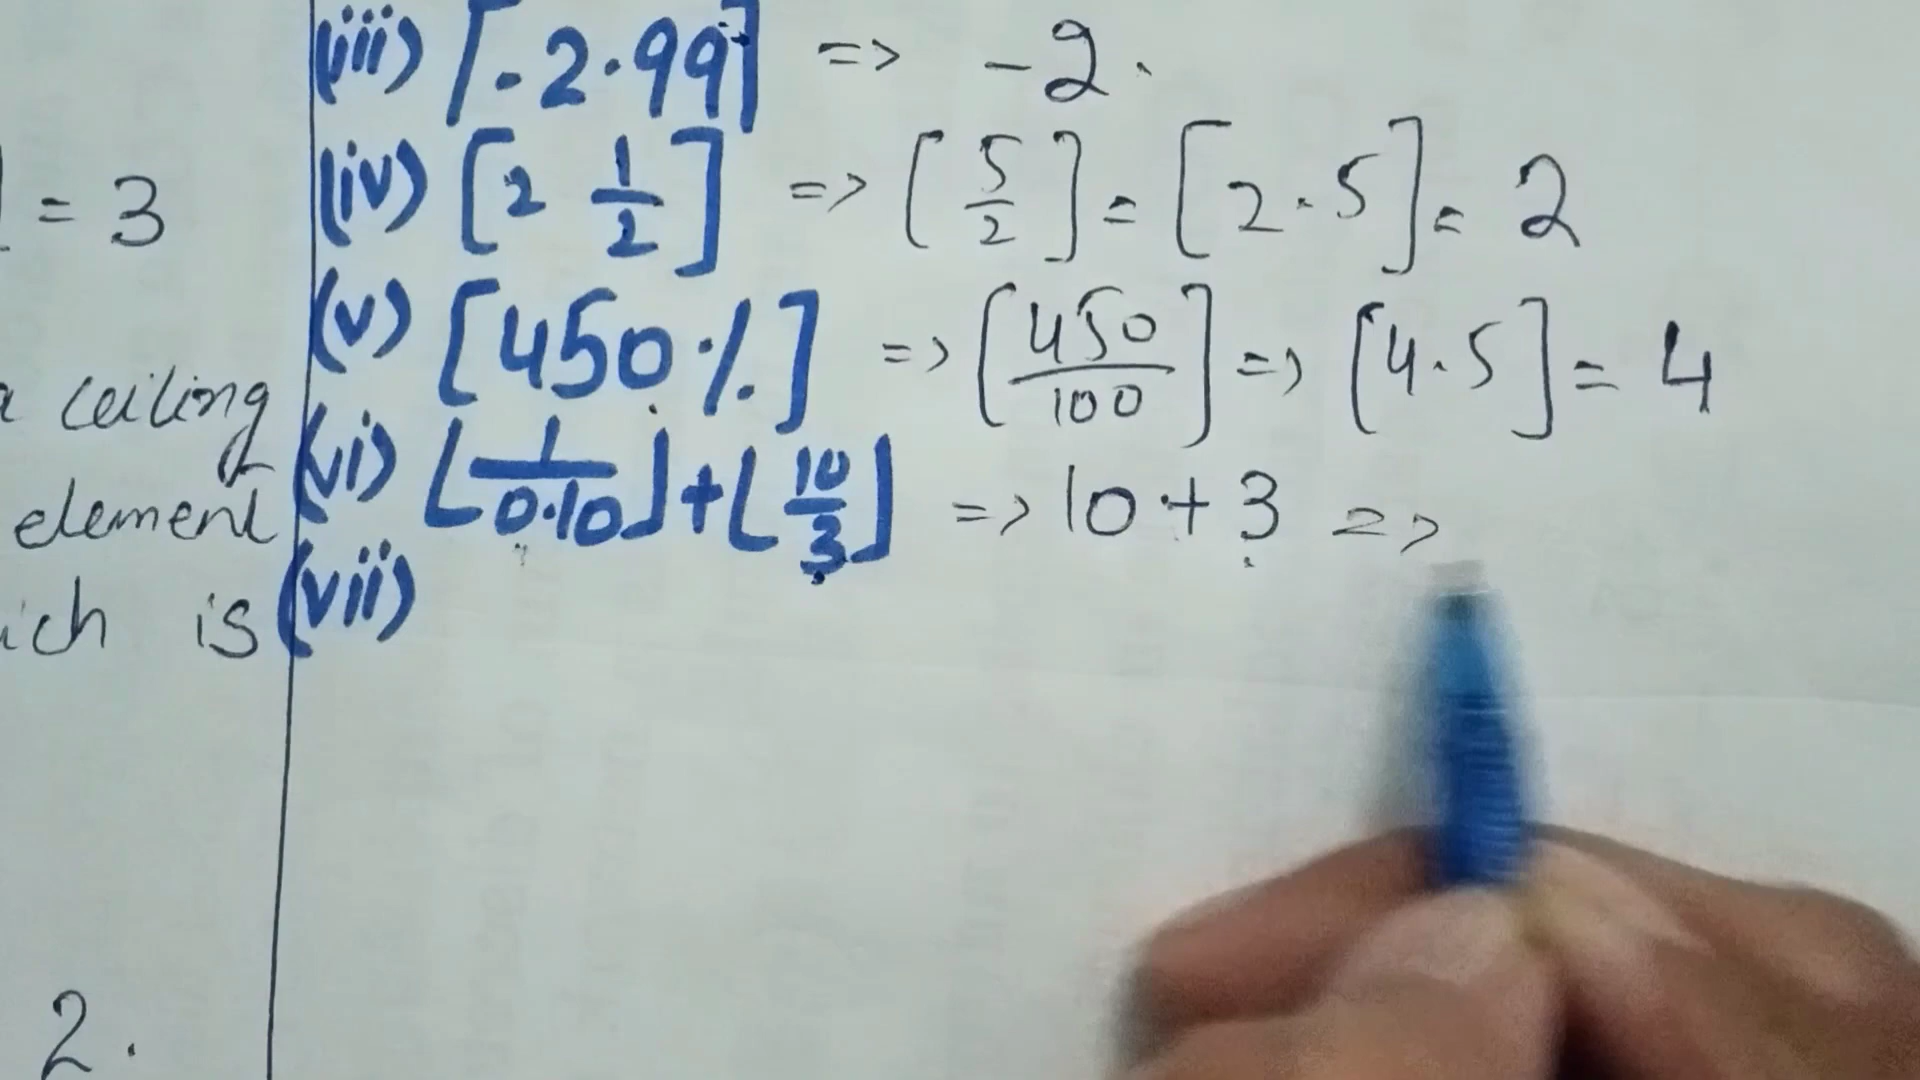 = 3
ceiling
element
ich is
2.
(iii) ⌈-2.99⌉ => -2.
(iv) [2 1/2] => [5/2] = [2.5] = 2
(v) [450%] => [450/100] => [4.5] = 4
(vi) ⌊1/0.10⌋+⌊10/3⌋ => 10+3 =>
(vii)